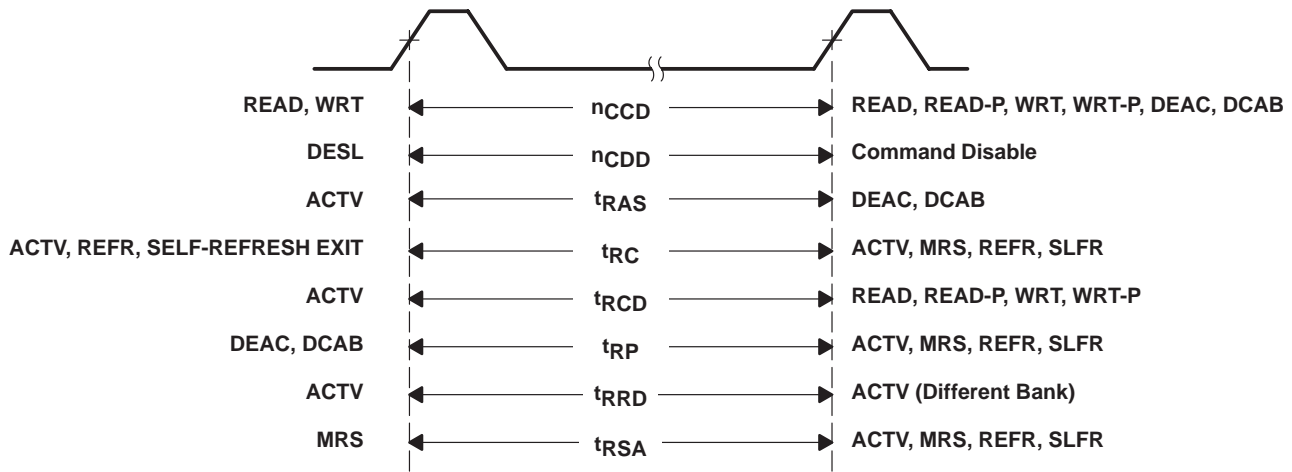 READ, WRT nCCD READ, READ-P, WRT, WRT-P, DEAC, DCAB
DESL nCDD Command Disable
ACTV tRAS DEAC, DCAB
ACTV, REFR, SELF-REFRESH EXIT tRC ACTV, MRS, REFR, SLFR
ACTV tRCD READ, READ-P, WRT, WRT-P
DEAC, DCAB tRP ACTV, MRS, REFR, SLFR
ACTV tRRD ACTV (Different Bank)
MRS tRSA ACTV, MRS, REFR, SLFR